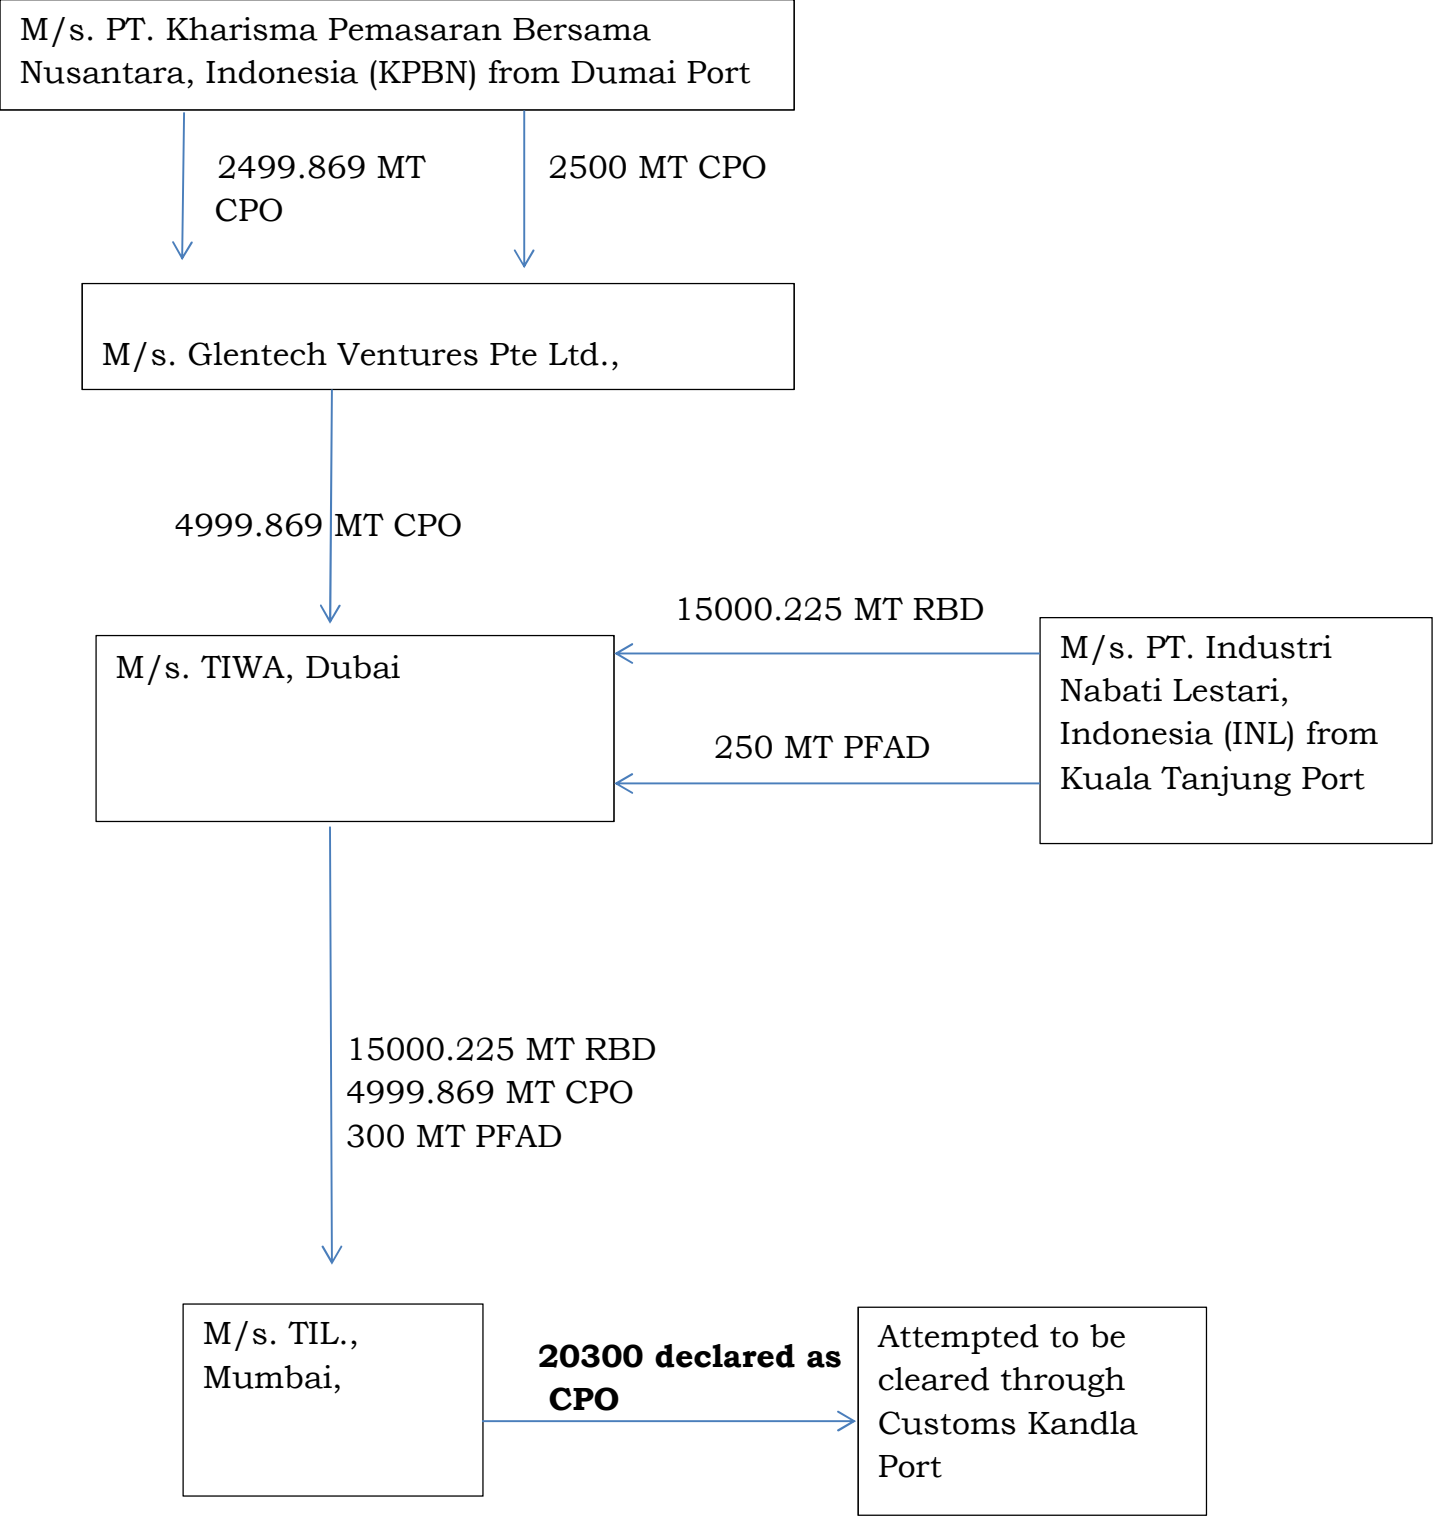 M/s. PT. Kharisma Pemasaran Bersama
Nusantara, Indonesia (KPBN) from Dumai Port
2499.869 MT
CPO
2500 MT CPO
M/s. Glentech Ventures Pte Ltd.,
4999.869 MT CPO
15000.225 MT RBD
M/s. TIWA, Dubai
250 MT PFAD
M/s. PT. Industri
Nabati Lestari,
Indonesia (INL) from
Kuala Tanjung Port
15000.225 MT RBD
4999.869 MT CPO
300 MT PFAD
M/s. TIL.,
Mumbai,
20300 declared as
CPO
Attempted to be
cleared through
Customs Kandla
Port